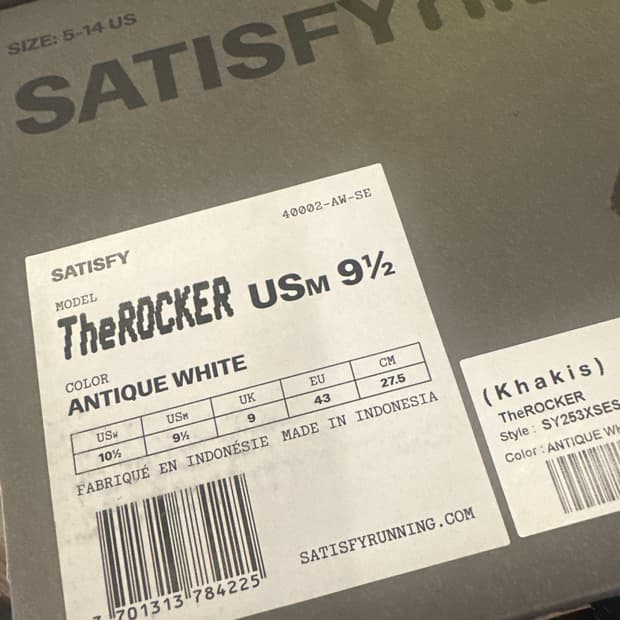 SIZE: 5-14 US
SATISFY
40002-AW-SE
SATISFY
MODEL
TheROCKER USM 9½
COLOR
ANTIQUE WHITE
USW USM UK EU CM
10½ 9½ 9 43 27.5
FABRIQUÉ EN INDONÉSIE MADE IN INDONESIA
701313 784225
SATISFYRUNNING.COM
(Khakis)
TheROCKER
Style : SY253XSES
Color : ANTIQUE WH